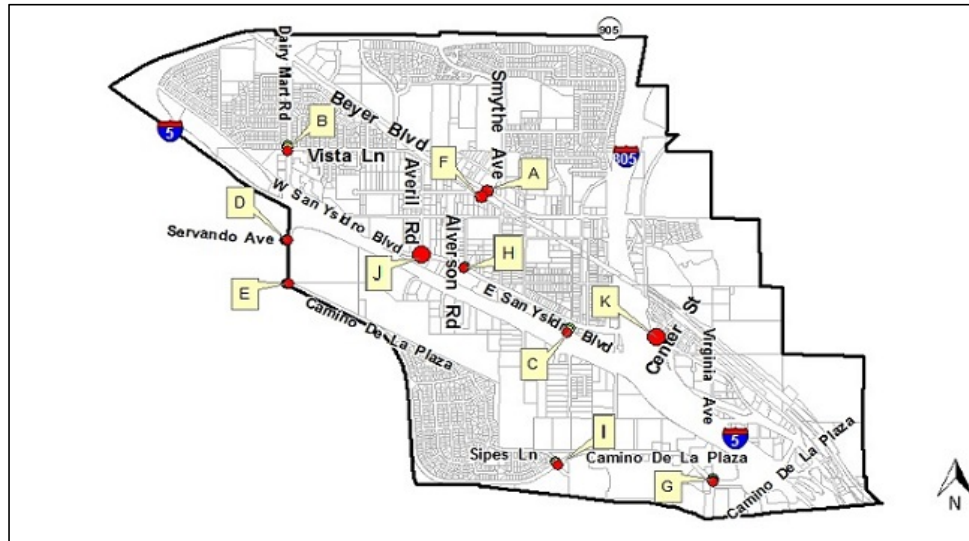 905
Dairy Mart Rd
Smythe Ave
Beyer Blvd
5
B
805
Vista Ln
F
A
Averil Rd
W San Ysidro Blvd
D
Servando Ave
Alverson Rd
H
J
E
E San Ysidro Blvd
K
Center St
Camino De La Plaza
C
Virginia Ave
I
5
Sipes Ln
Camino De La Plaza
G
Camino De La Plaza
N